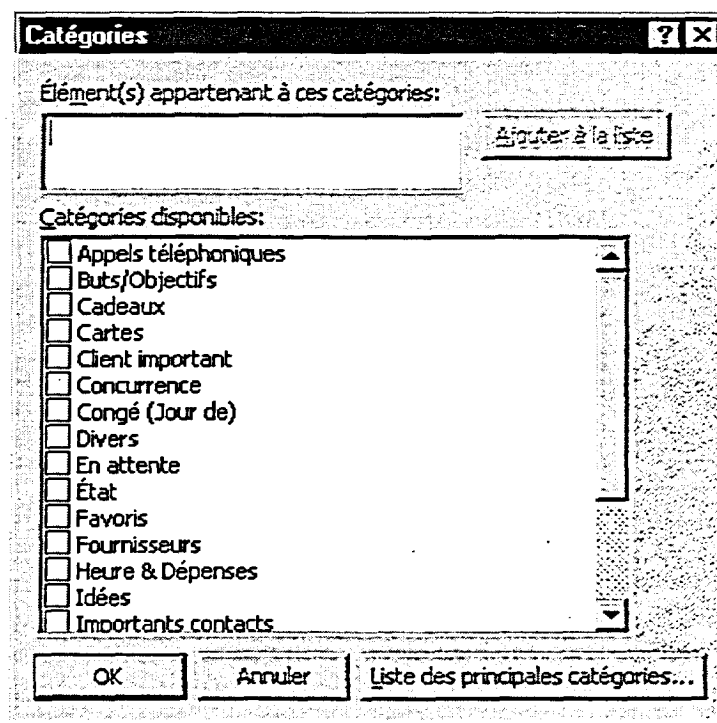 Catégories
Élément(s) appartenant à ces catégories:
Ajouter à la liste
Catégories disponibles:
Appels téléphoniques
Buts/Objectifs
Cadeaux
Cartes
Client important
Concurrence
Congé (Jour de)
Divers
En attente
État
Favoris
Fournisseurs
Heure & Dépenses
Idées
Importants contacts
OK Annuler Liste des principales catégories...